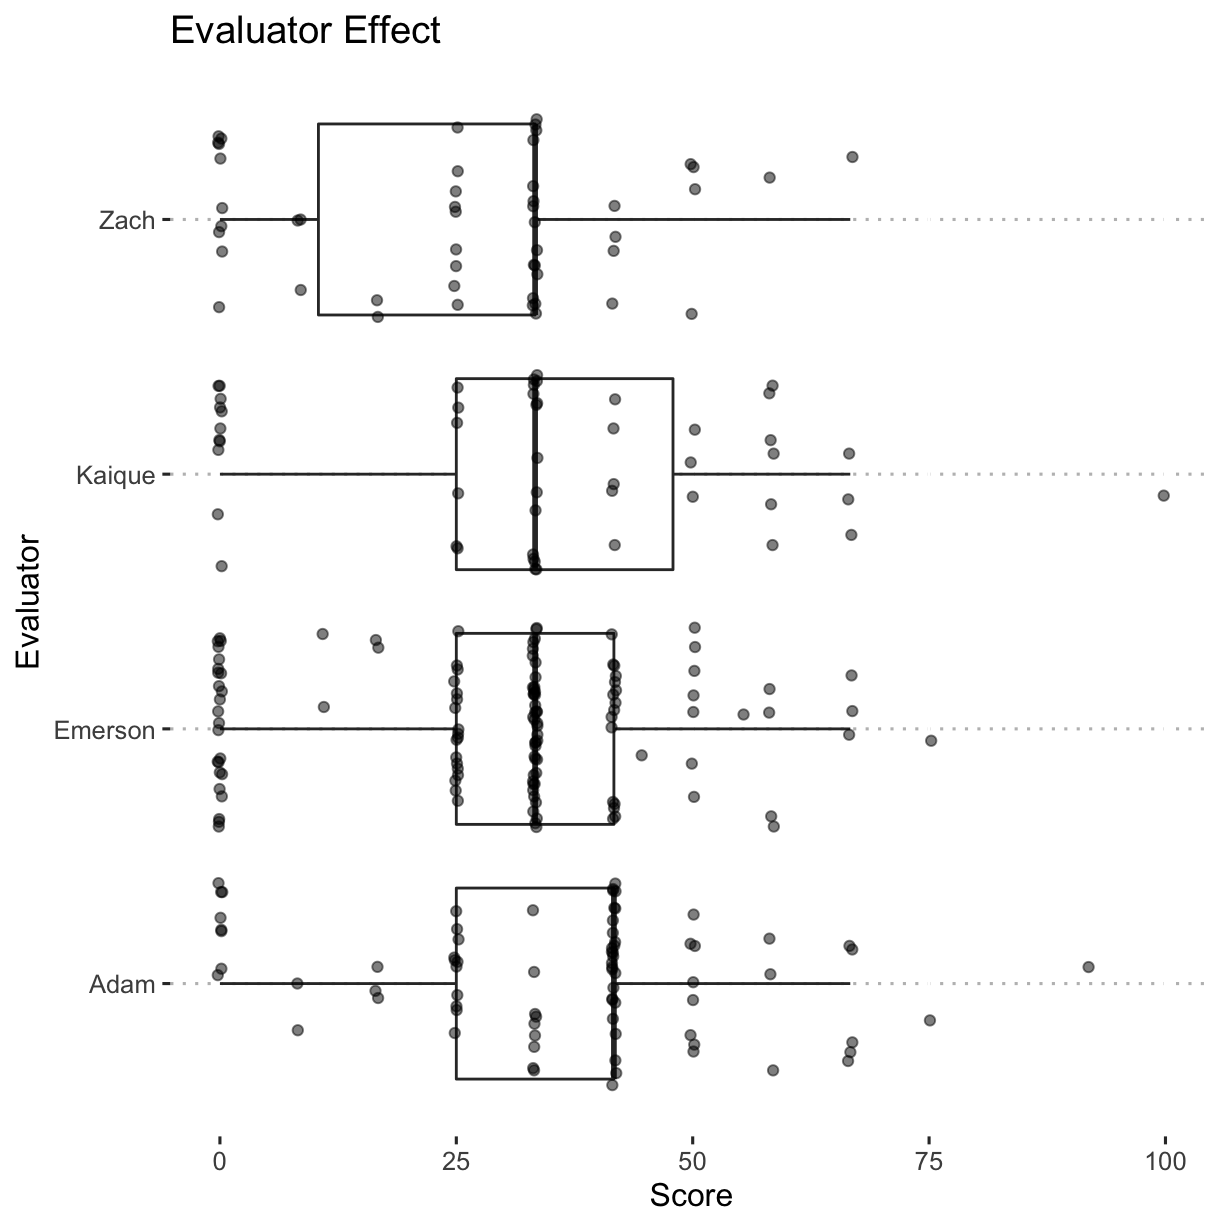 Evaluator Effect
Zach
Kaique
Emerson
Adam
Evaluator
0 25 50 75 100
Score